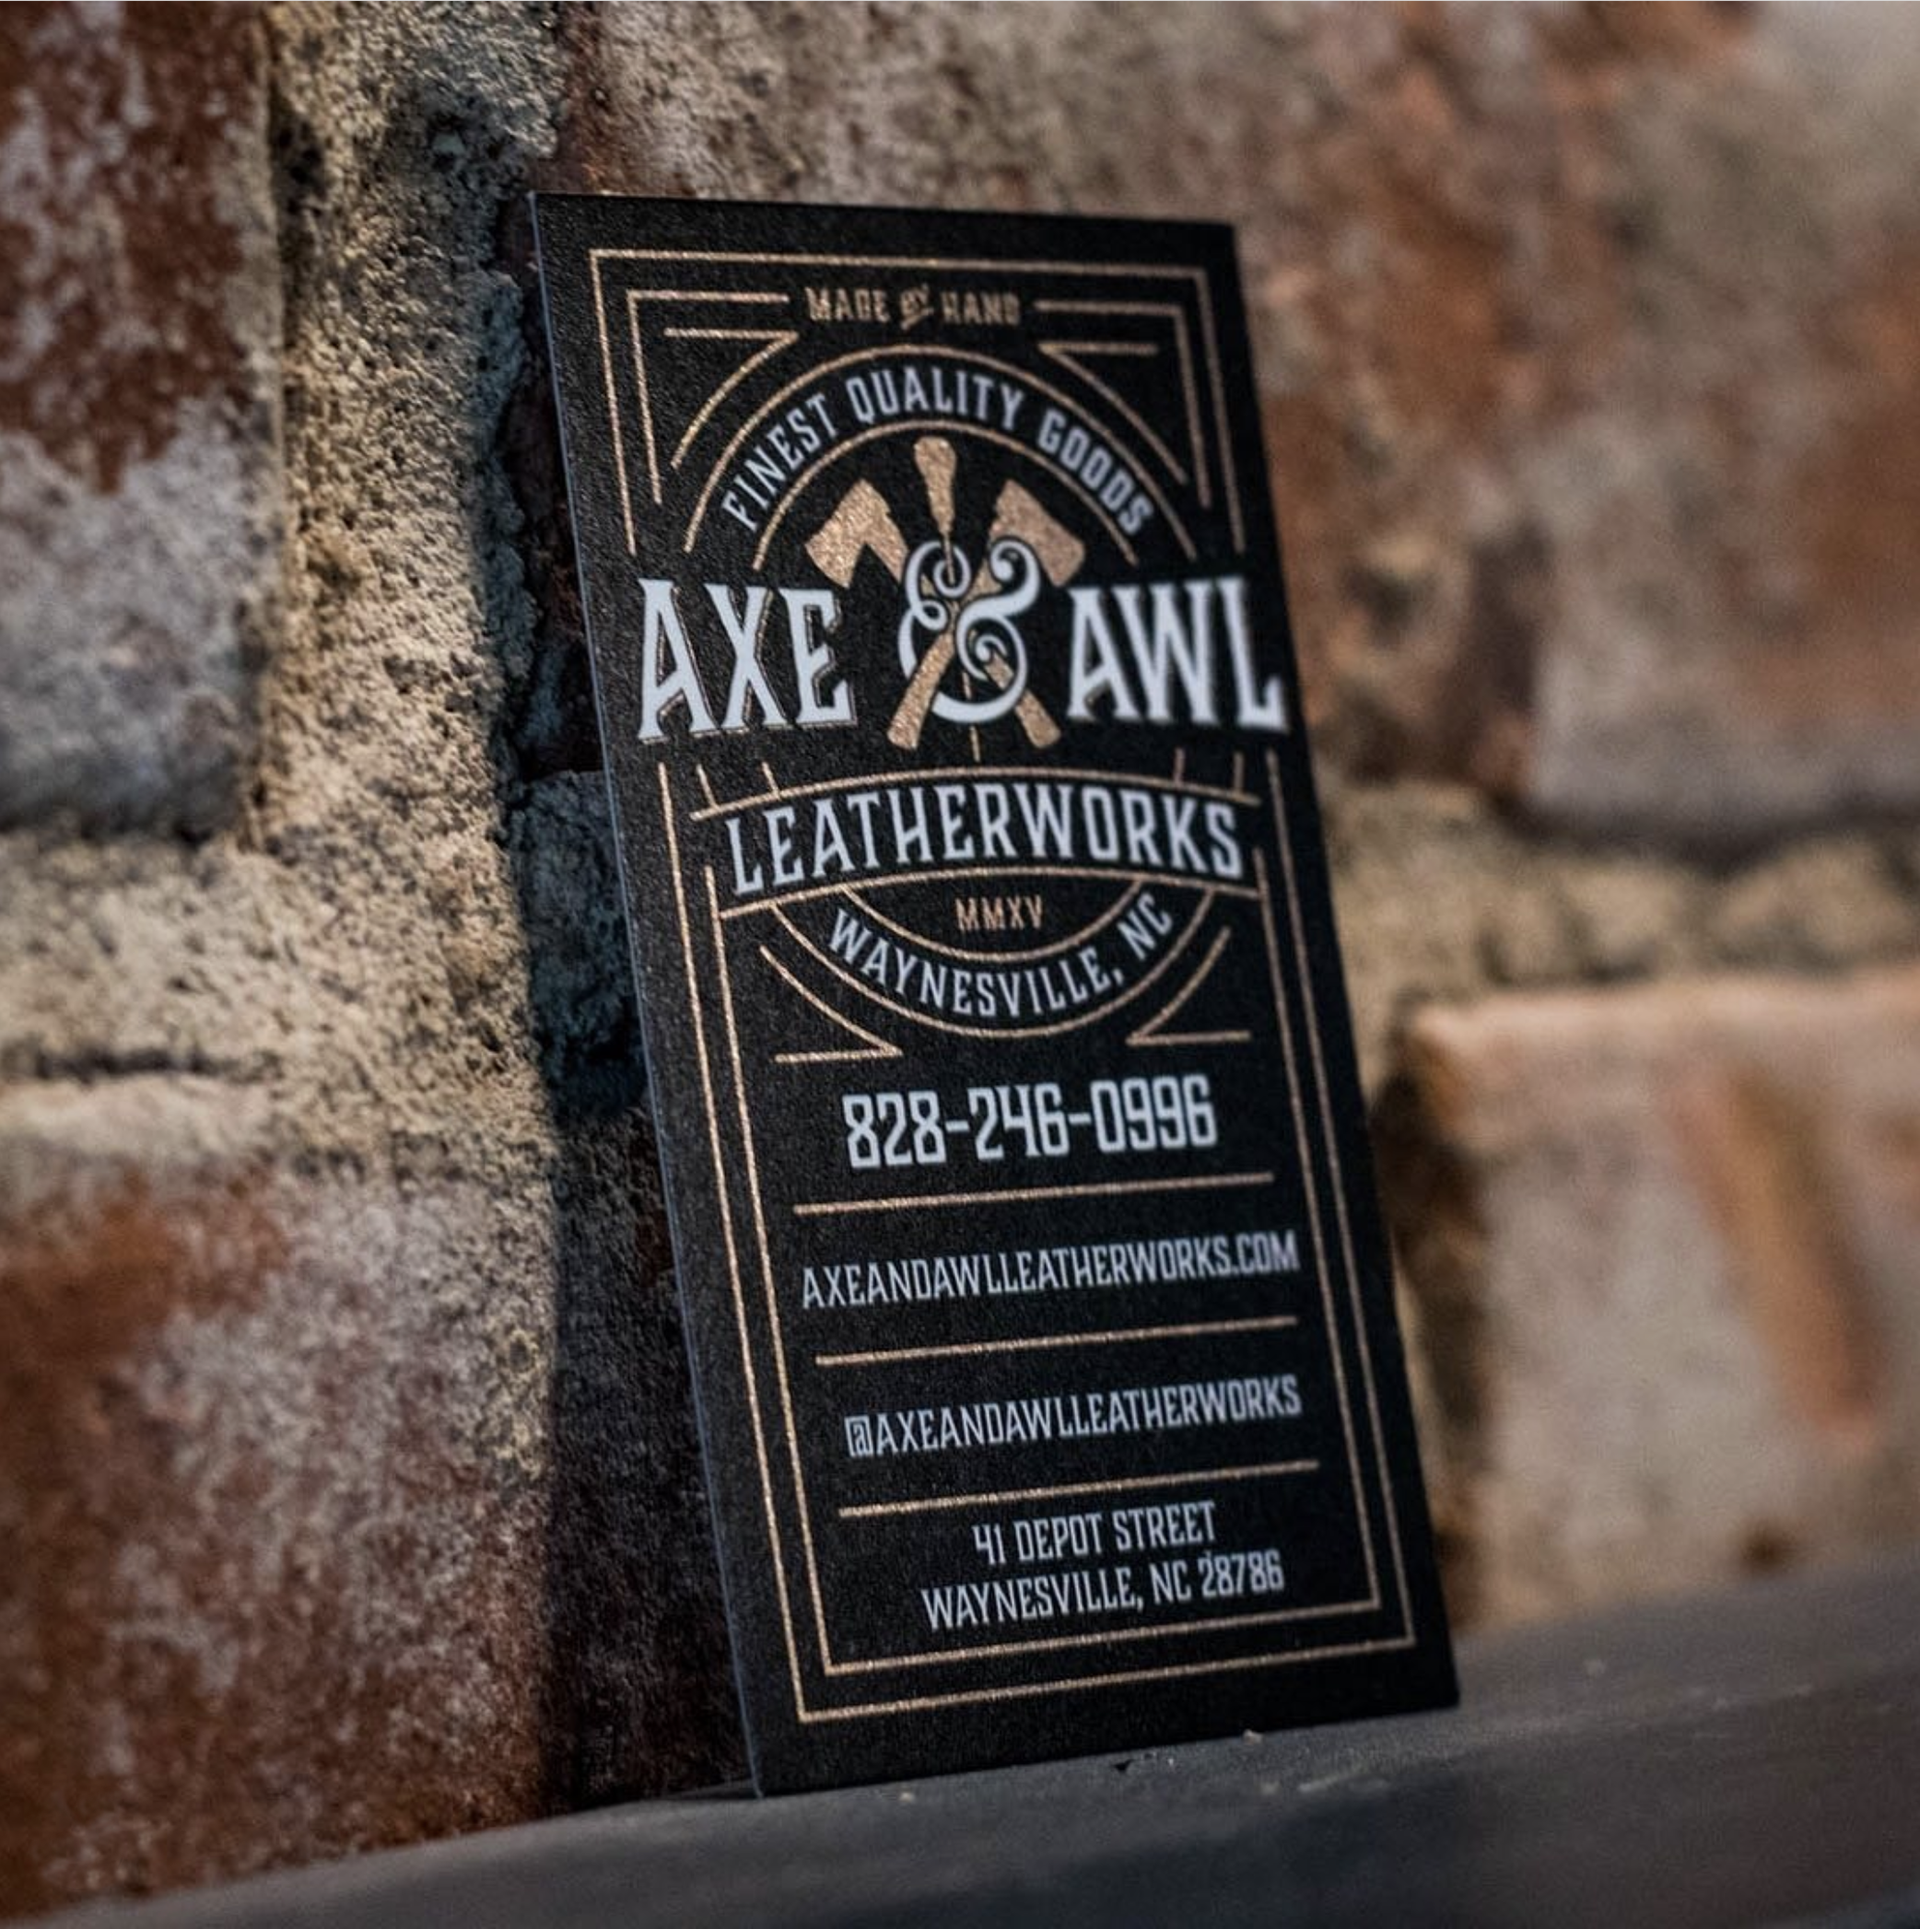 MADE BY HAND
FINEST QUALITY GOODS
AXE & AWL
LEATHERWORKS
MMXV
WAYNESVILLE, NC
828-246-0996
AXEANDAWLLEATHERWORKS.COM
@AXEANDAWLLEATHERWORKS
41 DEPOT STREET
WAYNESVILLE, NC 28786